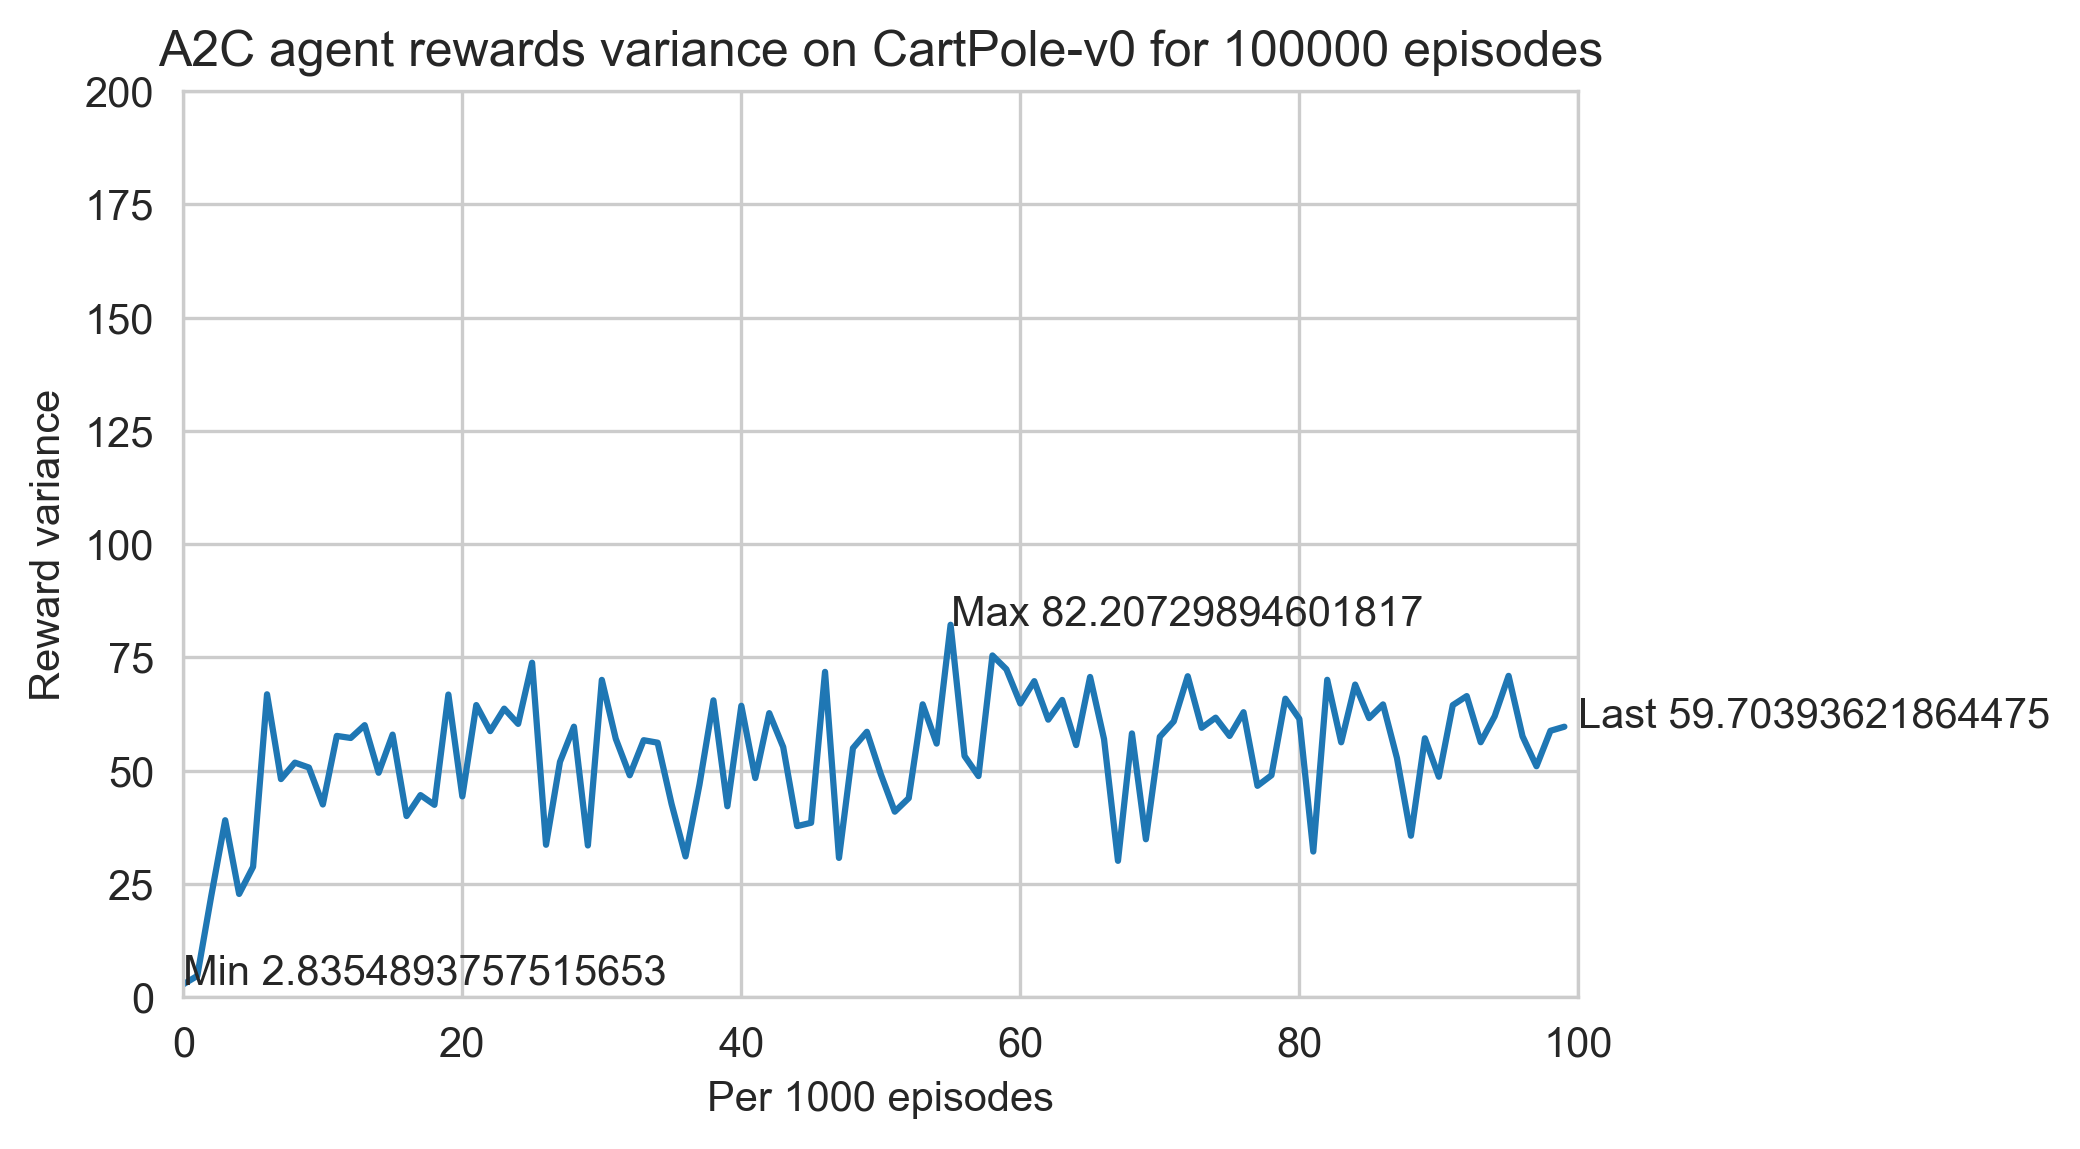 A2C agent rewards variance on CartPole-v0 for 100000 episodes
200
175
150
125
100
75
50
25
0
Reward variance
Max 82.20729894601817
Last 59.70393621864475
Min 2.8354893757515653
0 20 40 60 80 100
Per 1000 episodes